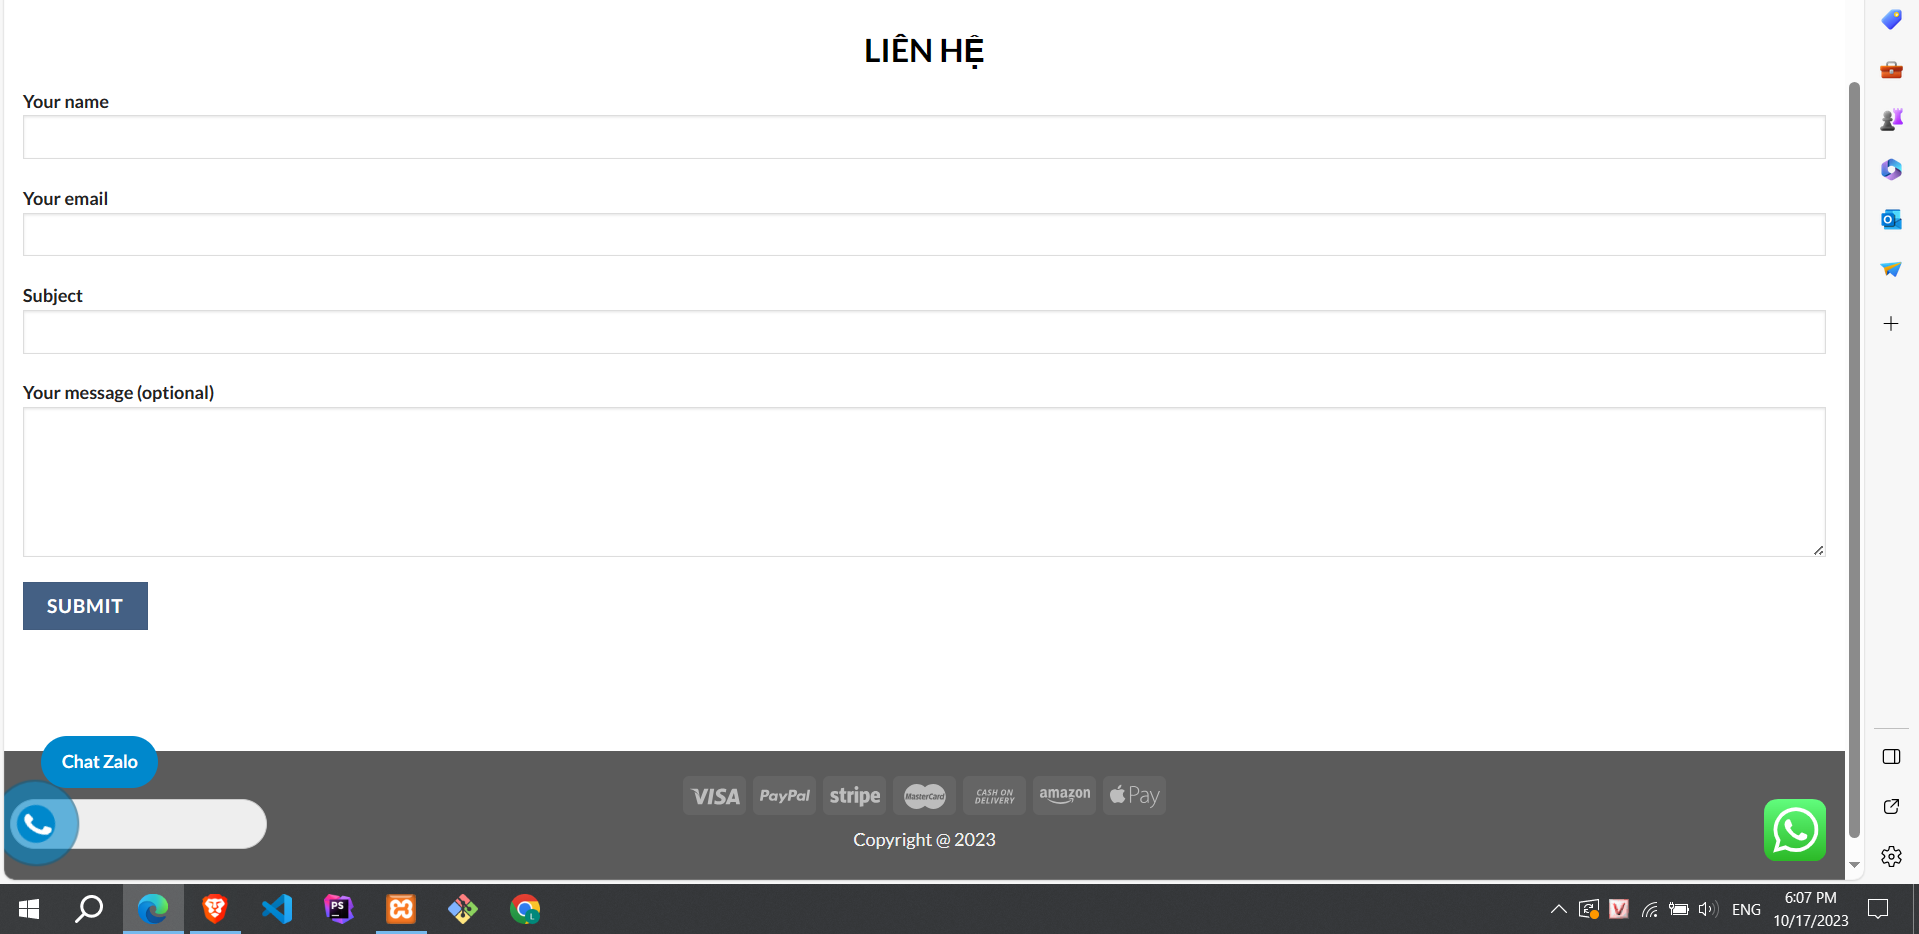 LIÊN HỆ
Your name
Your email
Subject
Your message (optional)
SUBMIT
Chat Zalo
VISA PayPal stripe MasterCard CASH ON DELIVERY amazon Pay
Copyright @ 2023
PS
ENG
6:07 PM
10/17/2023